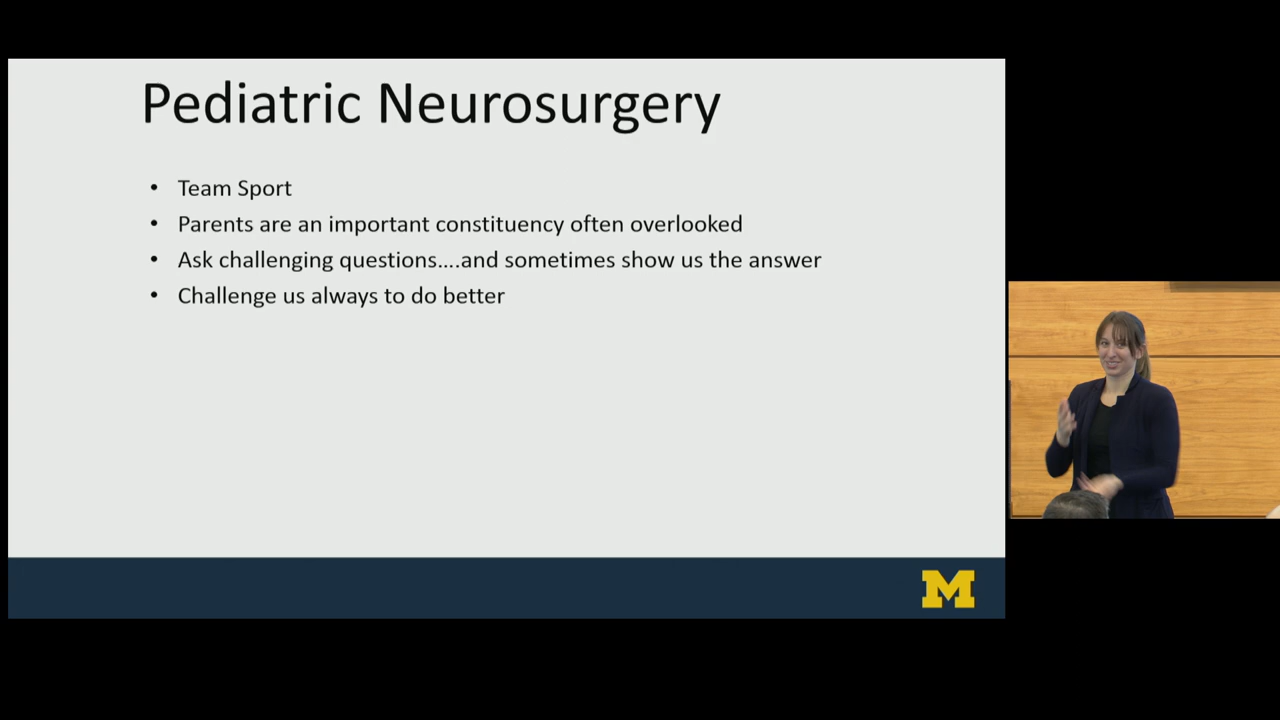 Pediatric Neurosurgery
• Team Sport
• Parents are an important constituency often overlooked
• Ask challenging questions….and sometimes show us the answer
• Challenge us always to do better
M